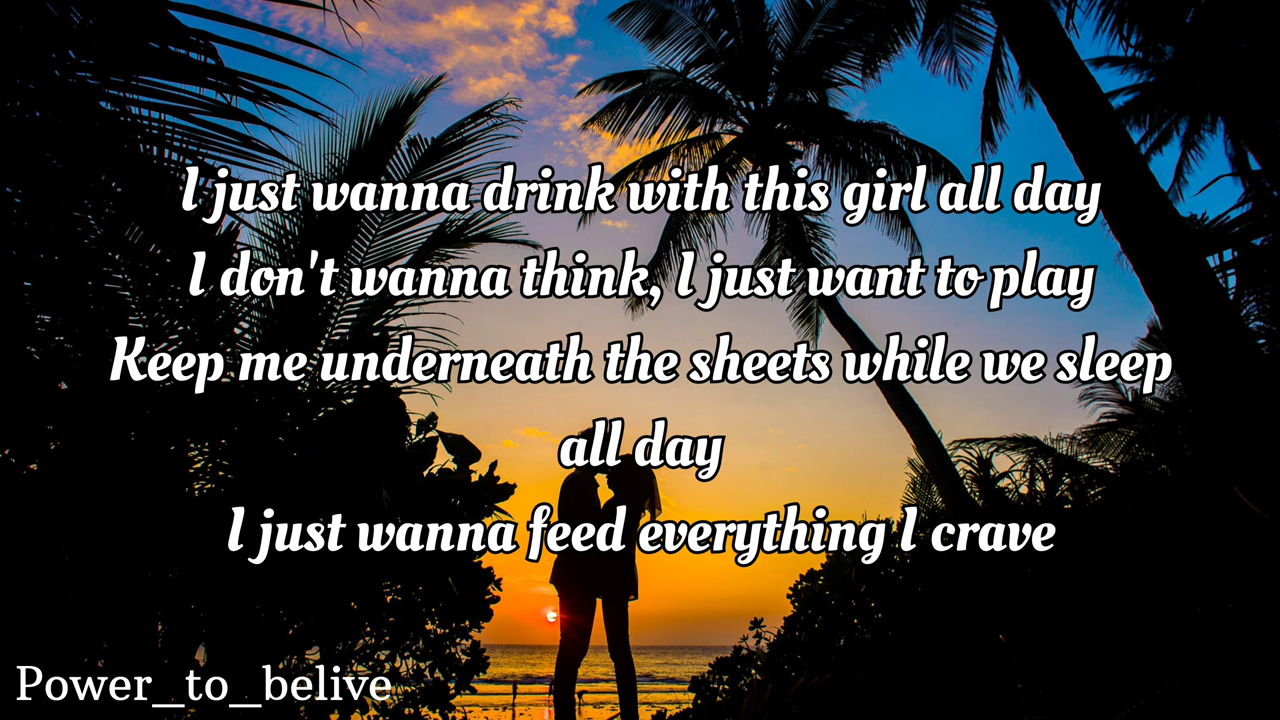 I just wanna drink with this girl all day
I don't wanna think, I just want to play
Keep me underneath the sheets while we sleep
all day
I just wanna feed everything I crave
Power_to_belive